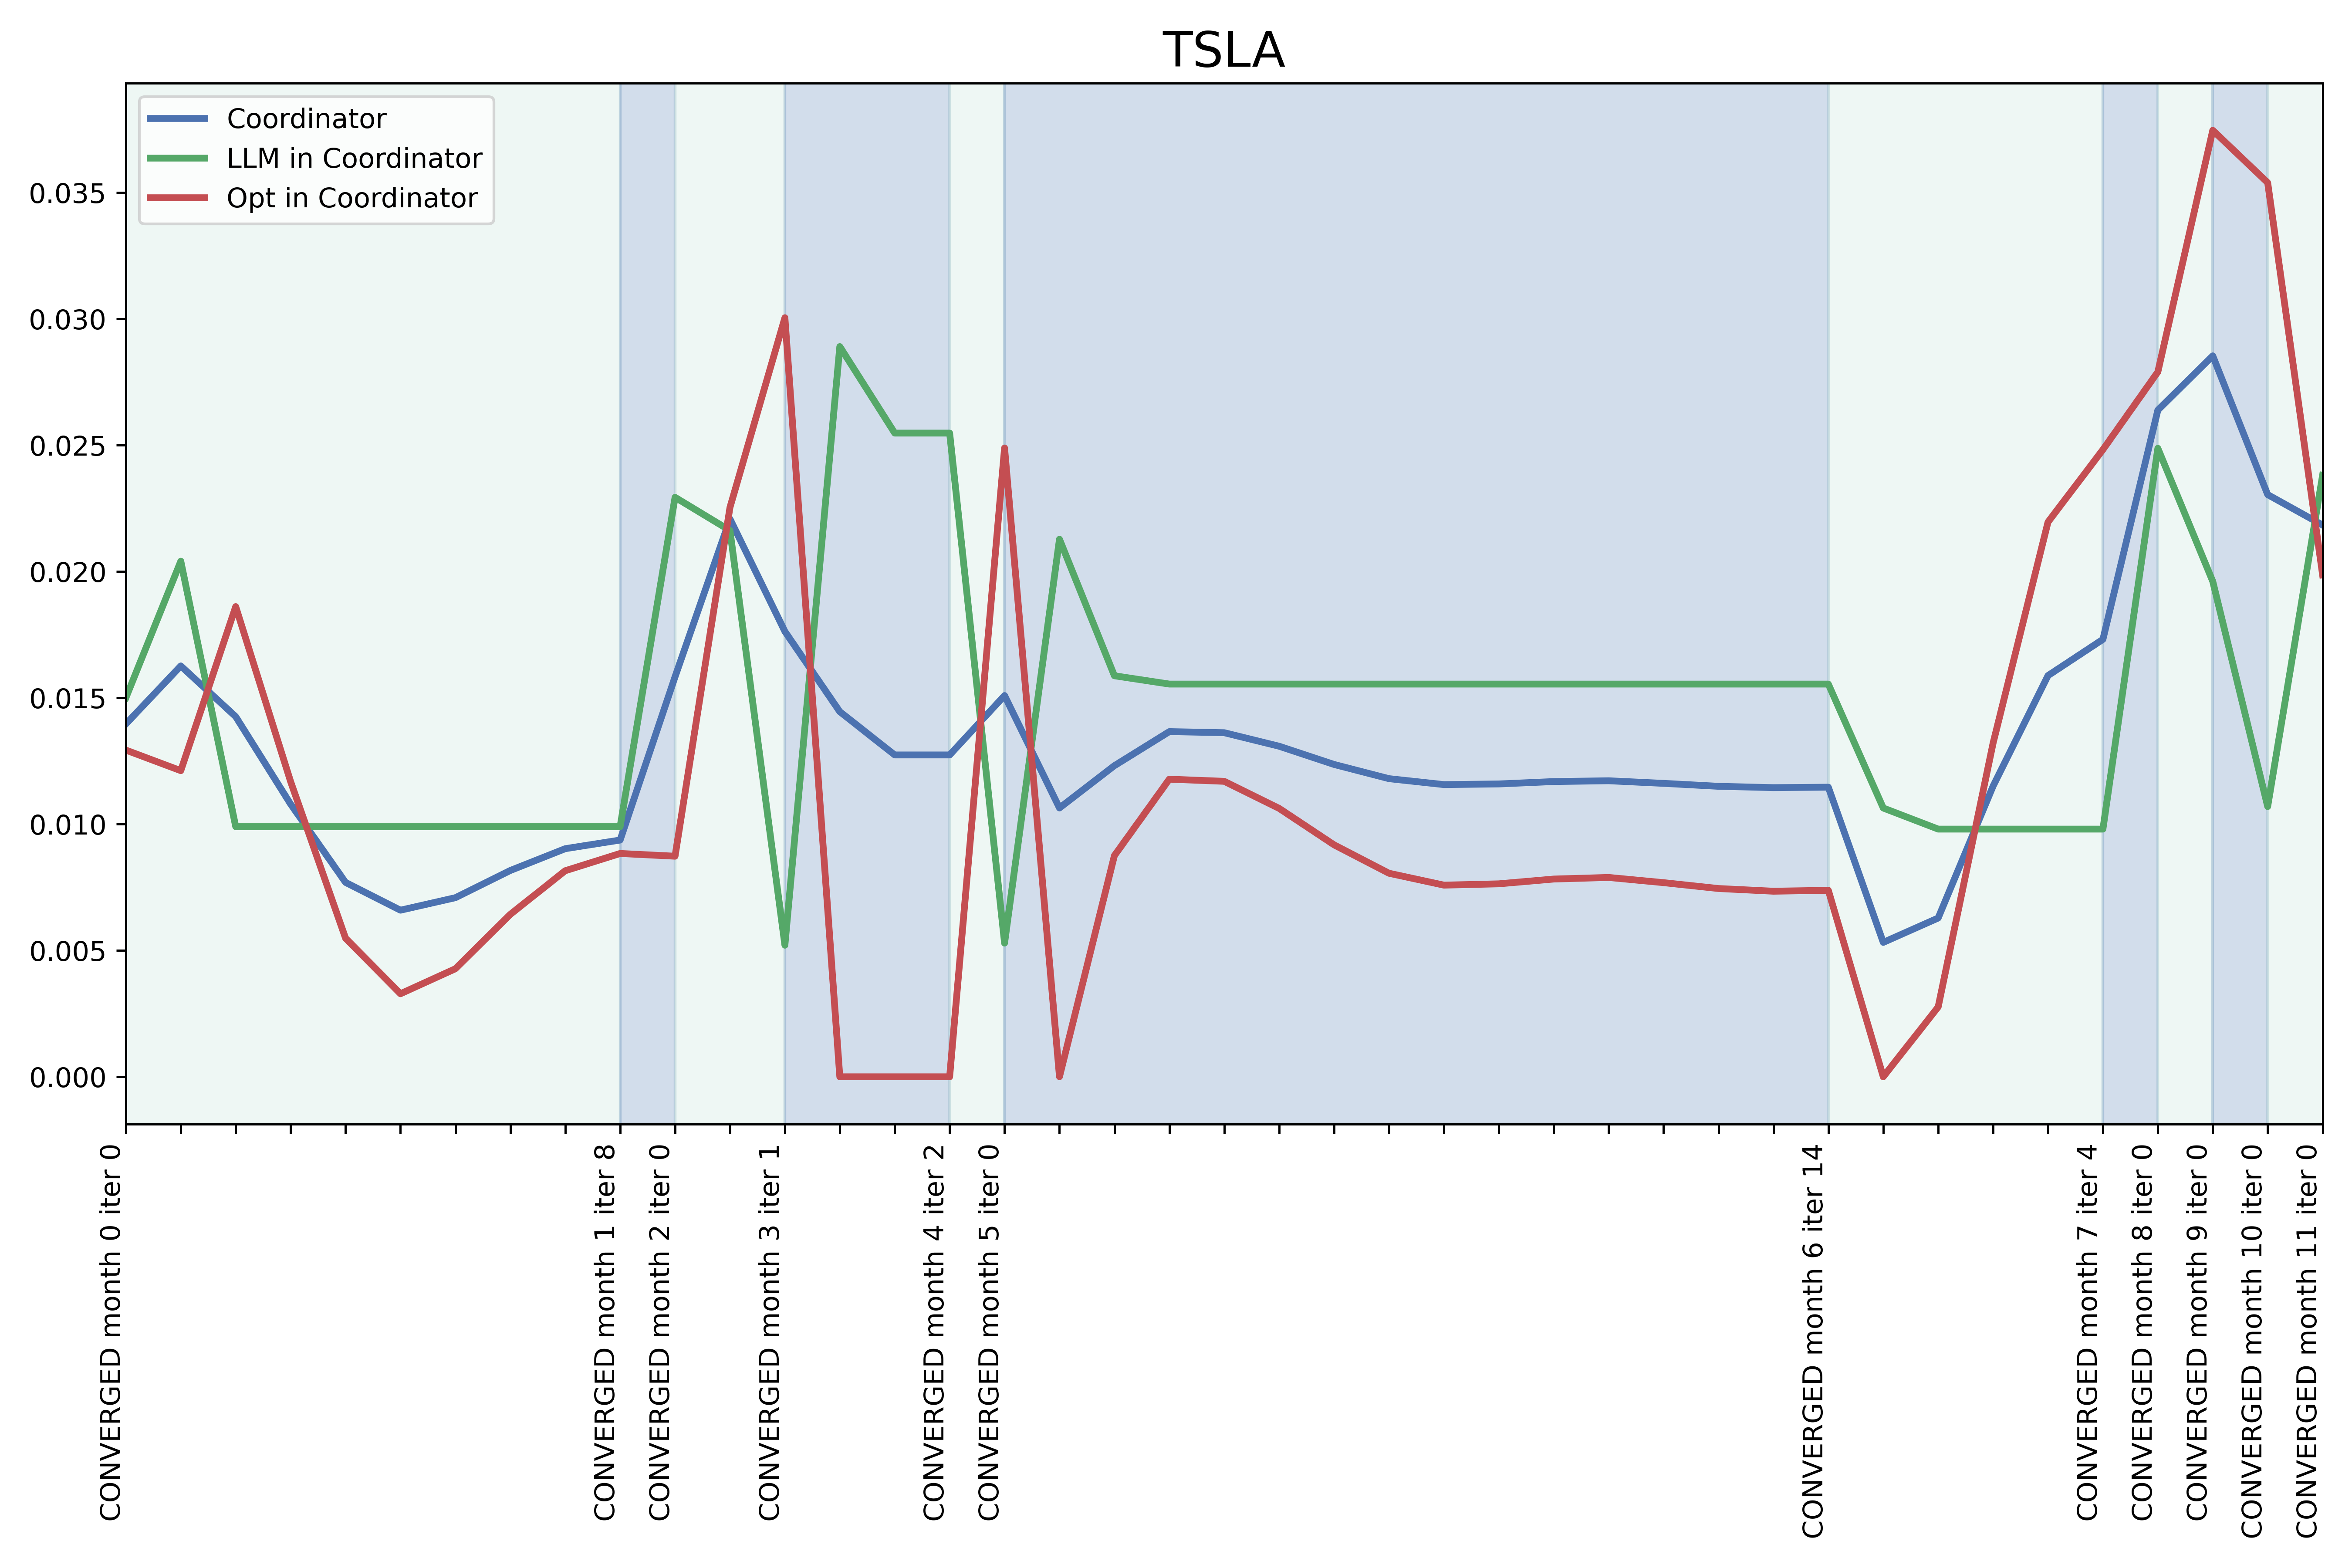 TSLA
Coordinator
LLM in Coordinator
Opt in Coordinator
0.035
0.030
0.025
0.020
0.015
0.010
0.005
0.000
CONVERGED month 0 iter 0
CONVERGED month 1 iter 8
CONVERGED month 2 iter 0
CONVERGED month 3 iter 1
CONVERGED month 4 iter 2
CONVERGED month 5 iter 0
CONVERGED month 6 iter 14
CONVERGED month 7 iter 4
CONVERGED month 8 iter 0
CONVERGED month 9 iter 0
CONVERGED month 10 iter 0
CONVERGED month 11 iter 0